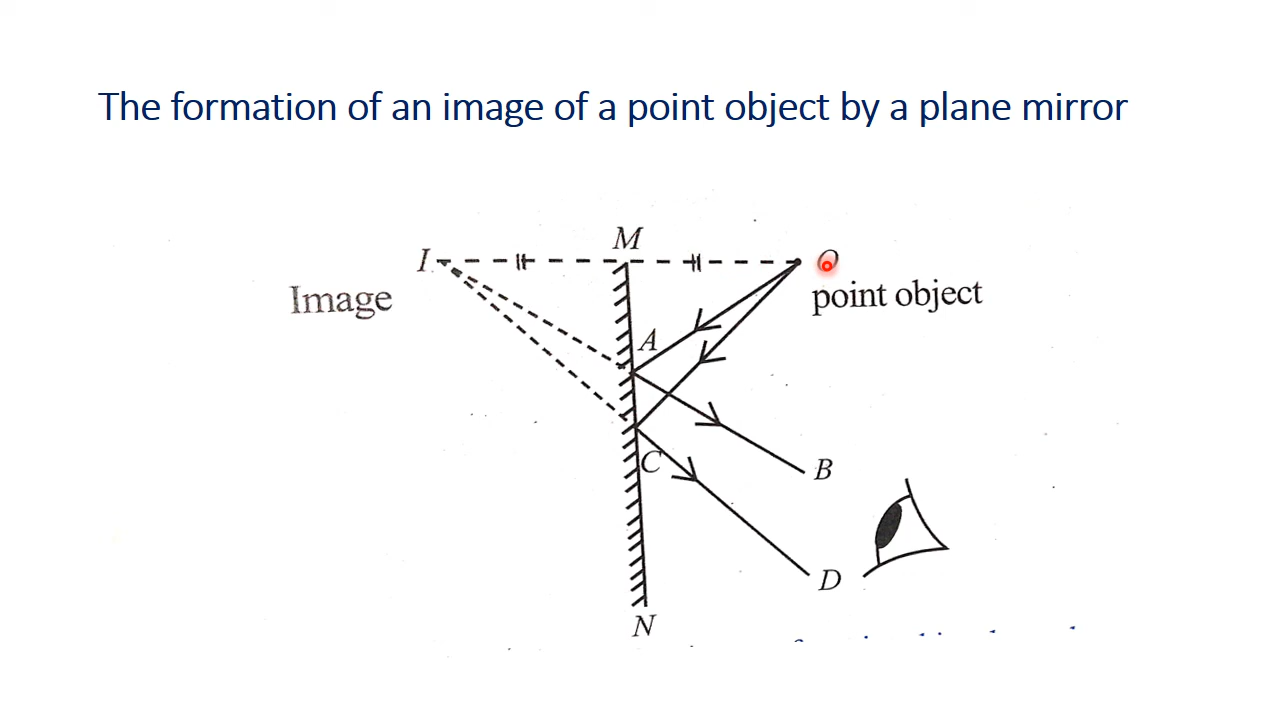 The formation of an image of a point object by a plane mirror
M
I
O
Image
point object
A
C
B
D
N